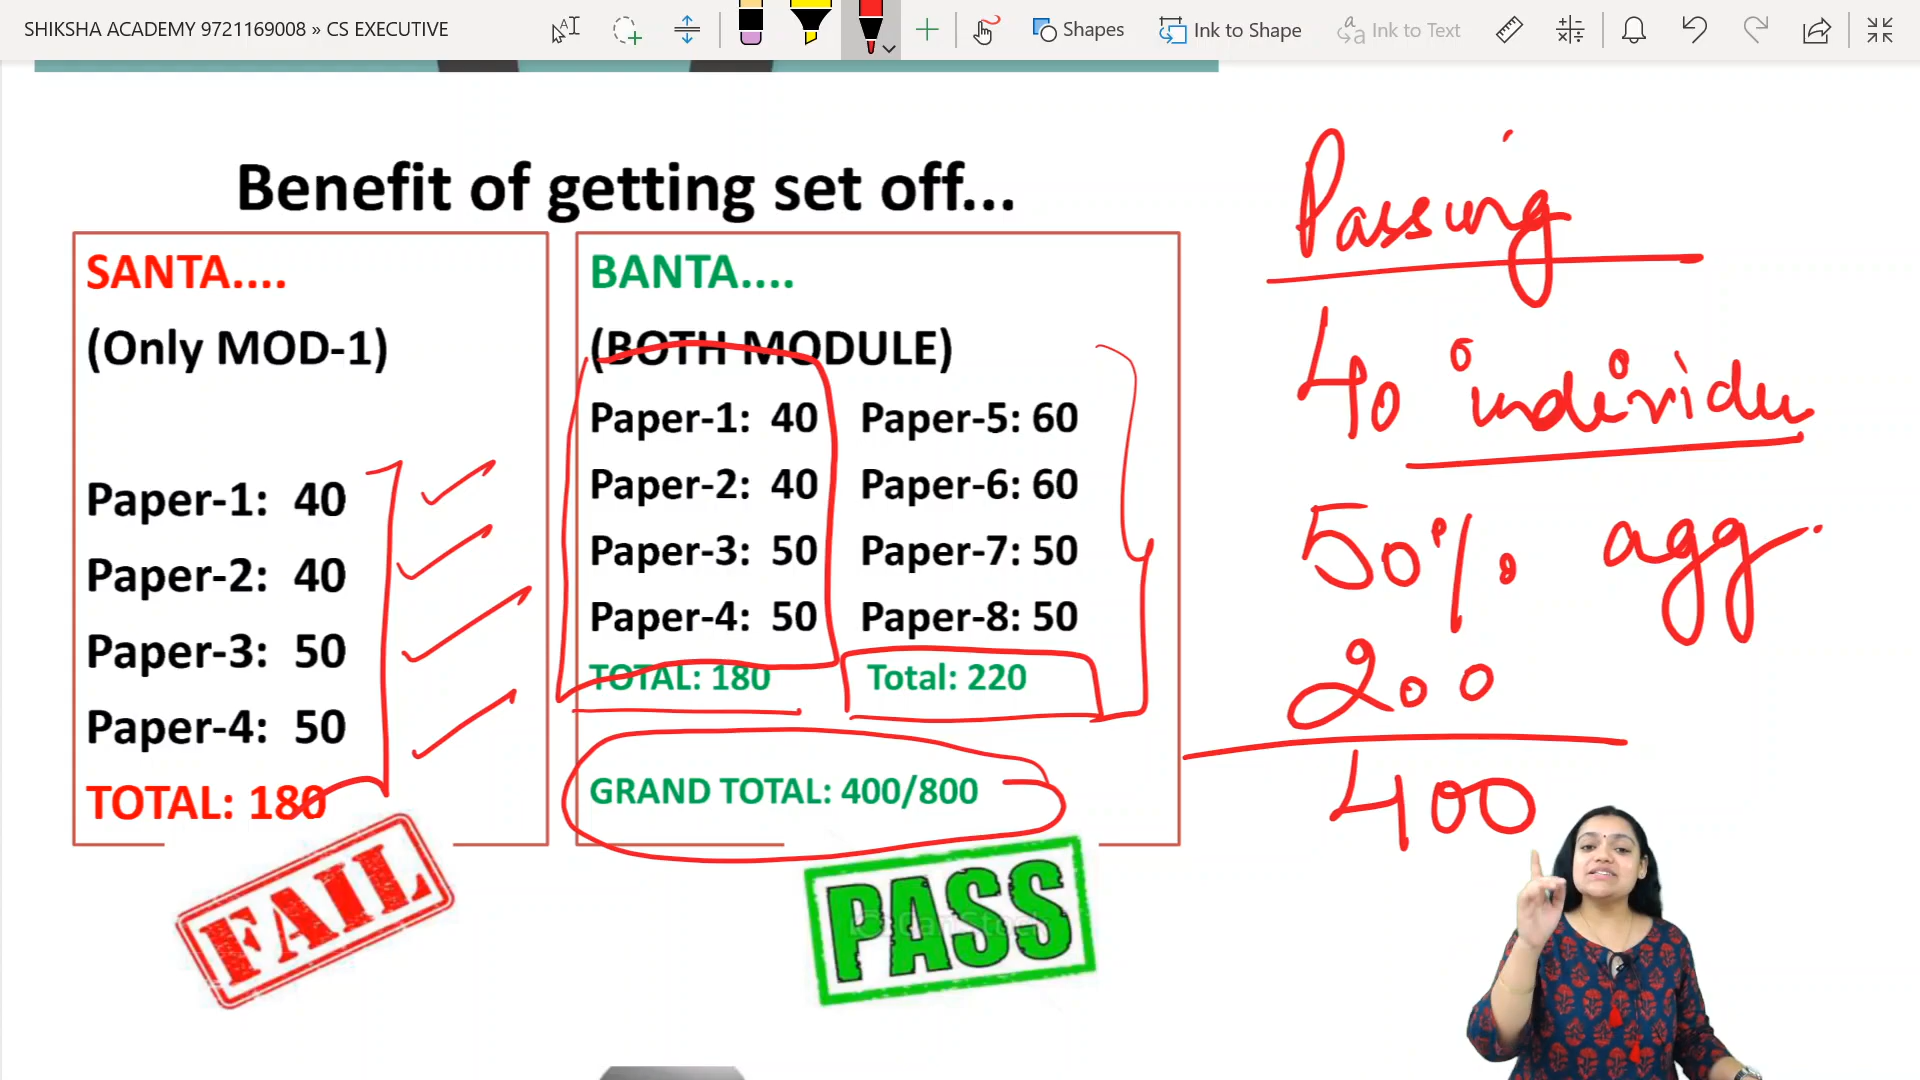 SHIKSHA ACADEMY 9721169008 » CS EXECUTIVE
Shapes
Ink to Shape
Ink to Text
Benefit of getting set off...
SANTA....
(Only MOD-1)
Paper-1: 40
Paper-2: 40
Paper-3: 50
Paper-4: 50
TOTAL: 180
FAIL
BANTA....
(BOTH MODULE)
Paper-1: 40 Paper-5: 60
Paper-2: 40 Paper-6: 60
Paper-3: 50 Paper-7: 50
Paper-4: 50 Paper-8: 50
TOTAL: 180 Total: 220
GRAND TOTAL: 400/800
PASS
Passing
40
50% agg.
200
400